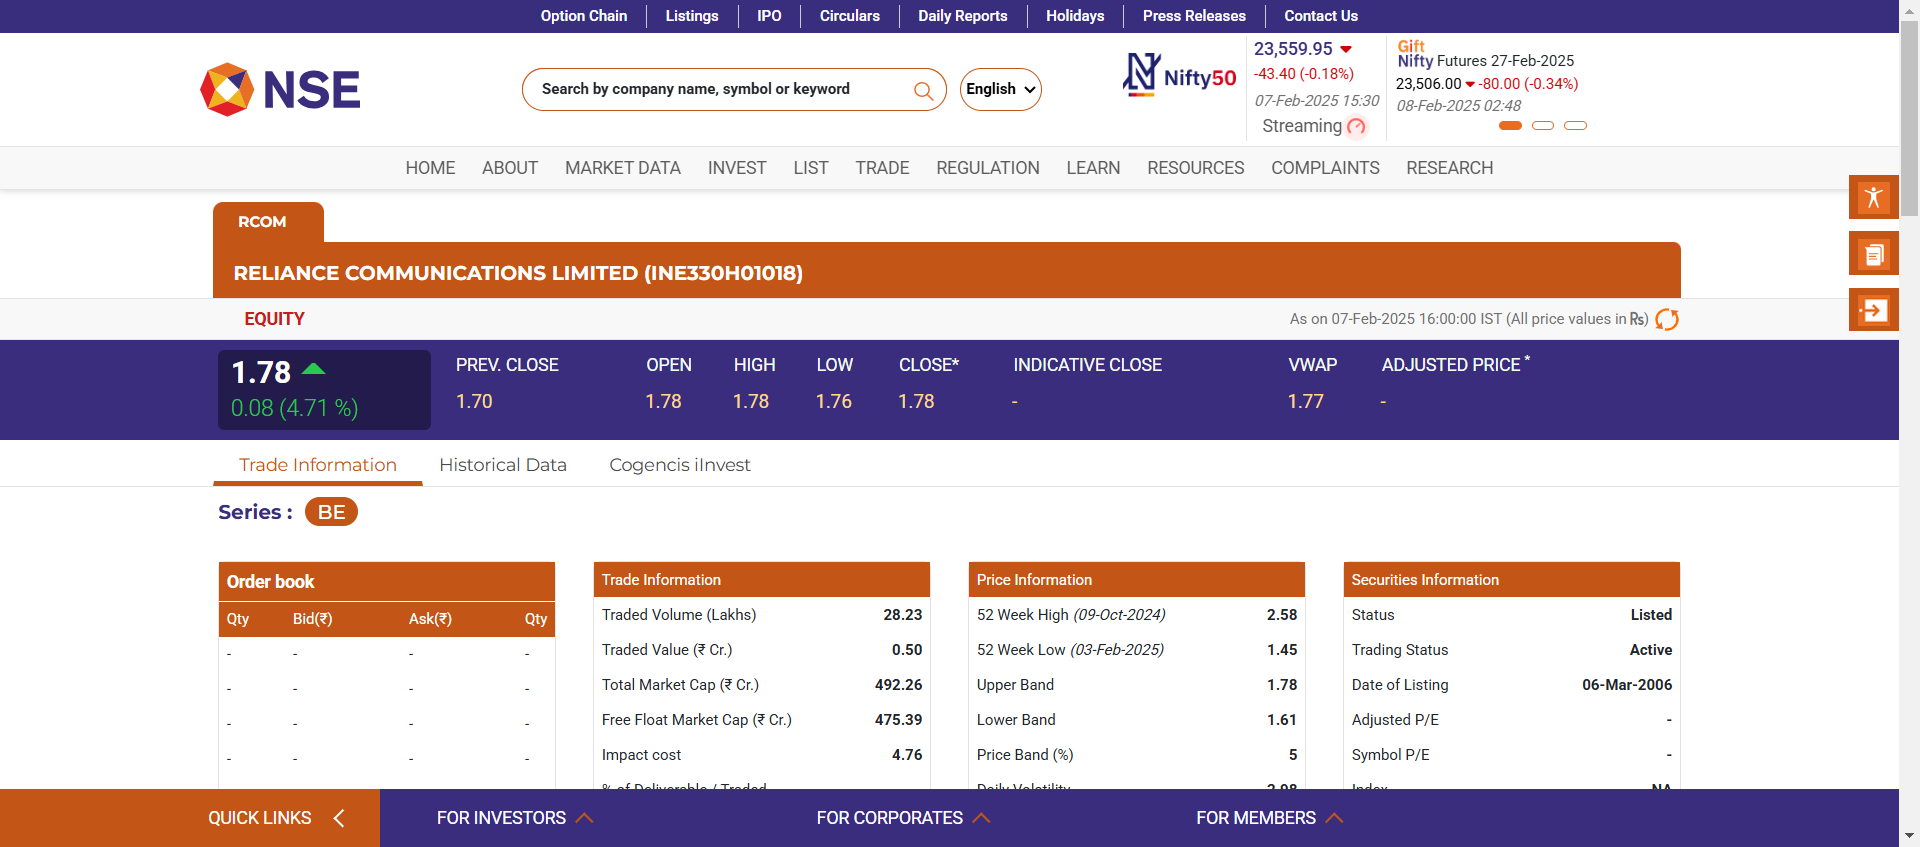 Option Chain Listings IPO Circulars Daily Reports Holidays Press Releases Contact Us
NSE
Search by company name, symbol or keyword
English
Nifty50
23,559.95
-43.40 (-0.18%)
07-Feb-2025 15:30
Streaming
Gift
Nifty Futures 27-Feb-2025
23,506.00 -80.00 (-0.34%)
08-Feb-2025 02:48
HOME ABOUT MARKET DATA INVEST LIST TRADE REGULATION LEARN RESOURCES COMPLAINTS RESEARCH
RCOM
RELIANCE COMMUNICATIONS LIMITED (INE330H01018)
EQUITY
As on 07-Feb-2025 16:00:00 IST (All price values in ₨)
1.78
0.08 (4.71 %)
PREV. CLOSE OPEN HIGH LOW CLOSE* INDICATIVE CLOSE VWAP ADJUSTED PRICE *
1.70 1.78 1.78 1.76 1.78 - 1.77 -
Trade Information Historical Data Cogencis iInvest
Series : BE
Order book
Qty Bid(₹) Ask(₹) Qty
- - - -
- - - -
- - - -
- - - -
Trade Information
Traded Volume (Lakhs) 28.23
Traded Value (₹ Cr.) 0.50
Total Market Cap (₹ Cr.) 492.26
Free Float Market Cap (₹ Cr.) 475.39
Impact cost 4.76
% of Deliverable / Traded
Price Information
52 Week High (09-Oct-2024) 2.58
52 Week Low (03-Feb-2025) 1.45
Upper Band 1.78
Lower Band 1.61
Price Band (%) 5
Daily Volatility 2.98
Securities Information
Status Listed
Trading Status Active
Date of Listing 06-Mar-2006
Adjusted P/E -
Symbol P/E -
Index NA
QUICK LINKS FOR INVESTORS FOR CORPORATES FOR MEMBERS